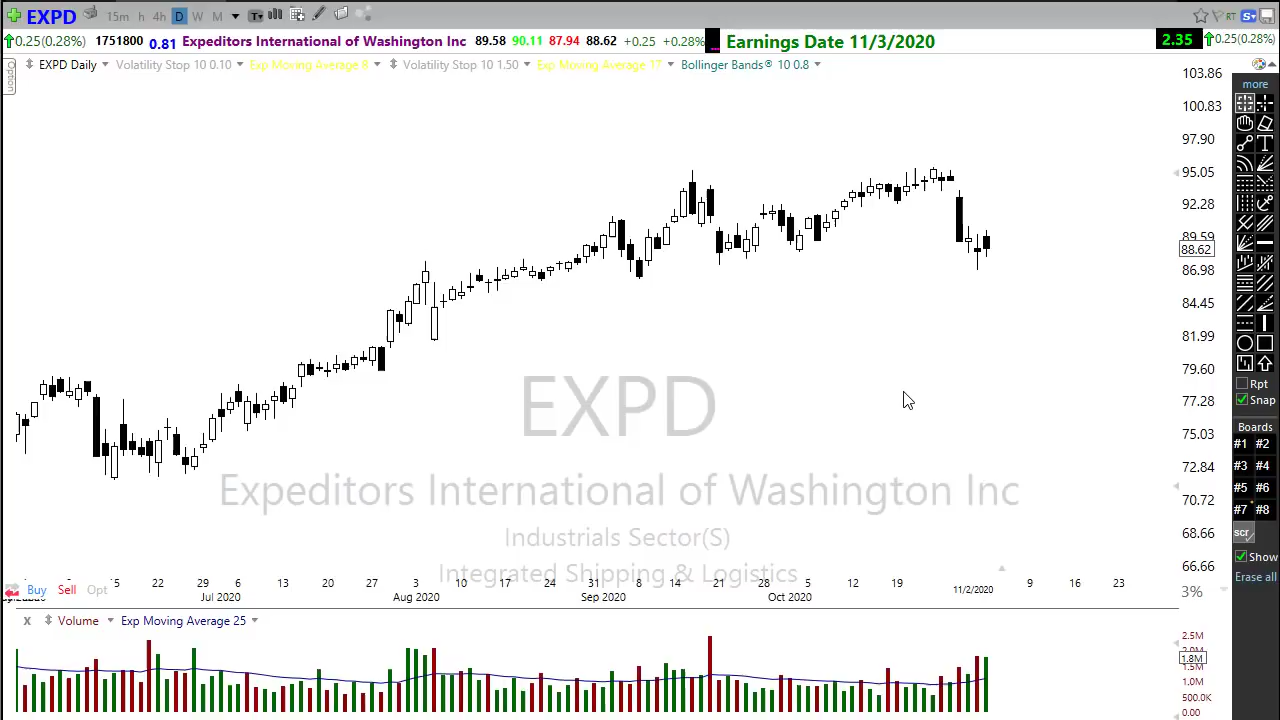 EXPD 15m h 4h D W M T
RT S
0.25(0.28%) 1751800 0.81 Expeditors International of Washington Inc 89.58 90.11 87.94 88.62 +0.25 +0.28% Earnings Date 11/3/2020 2.35 0.25(0.28%)
Option
EXPD Daily Volatility Stop 10 0.10 Exp Moving Average 8 Volatility Stop 10 1.50 Exp Moving Average 17 Bollinger Bands® 10 0.8
103.86
100.83
97.90
95.05
92.28
89.59
88.62
86.98
84.45
81.99
79.60
77.28
75.03
72.84
70.72
68.66
66.66
3%
EXPD
Expeditors International of Washington Inc
Industrials Sector(S)
Integrated Shipping & Logistics
15 22 29 6 13 20 27 3 10 17 24 31 8 14 21 28 5 12 19 11/2/2020 9 16 23
Jul 2020 Aug 2020 Sep 2020 Oct 2020
Buy Sell Opt
x Volume Exp Moving Average 25
2.5M
1.8M
1.5M
1.0M
500.0K
0.00
more
T
Rpt
Snap
Boards
#1 #2
#3 #4
#5 #6
#7 #8
scr
Show
Erase all